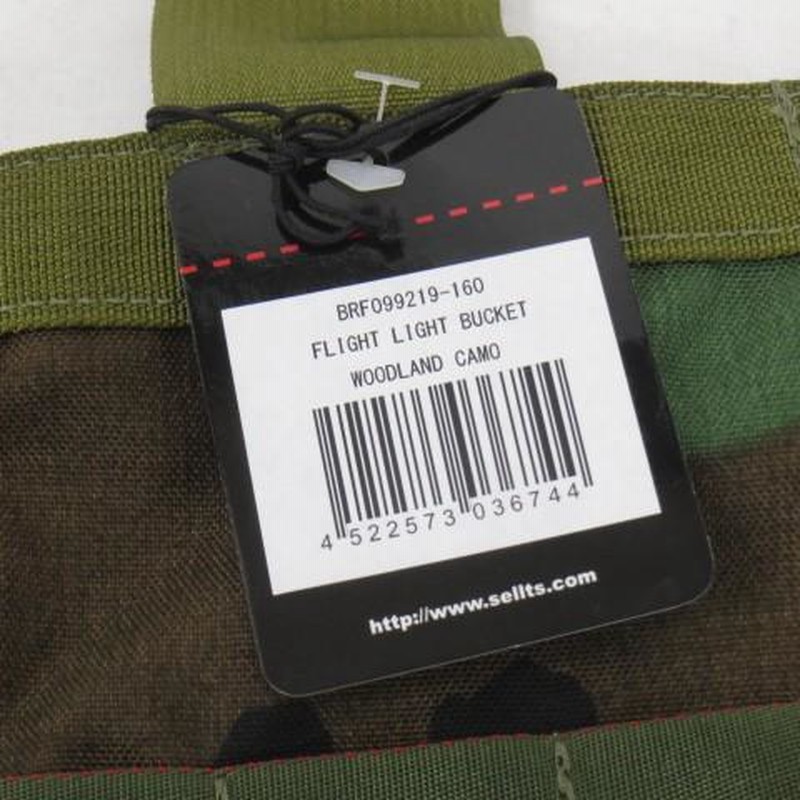 BRF099219-160
FLIGHT LIGHT BUCKET
WOODLAND CAMO
4 522573 036744
http://www.sellts.com